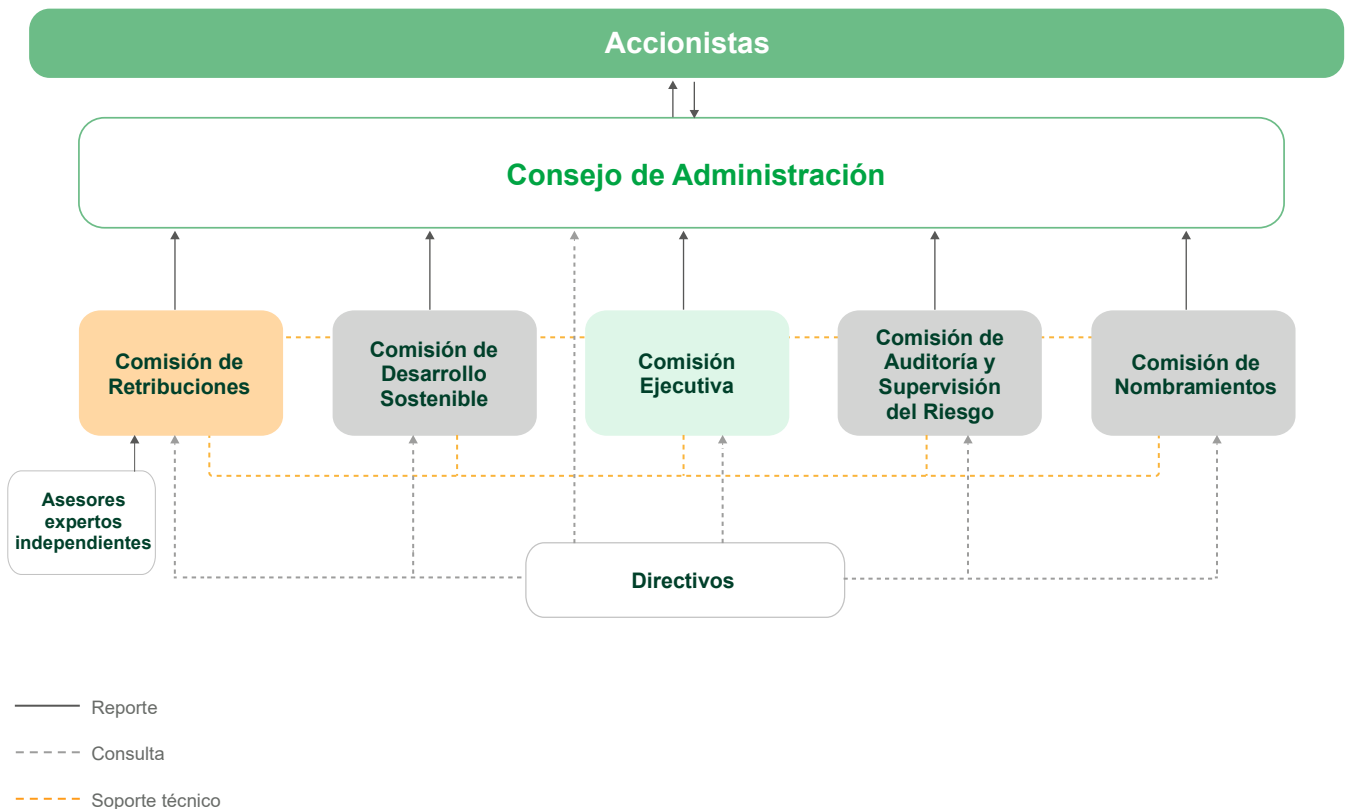 Accionistas
Consejo de Administración
Comisión de
Retribuciones
Comisión de
Desarrollo
Sostenible
Comisión
Ejecutiva
Comisión de
Auditoría y
Supervisión
del Riesgo
Comisión de
Nombramientos
Asesores
expertos
independientes
Directivos
Reporte
Consulta
Soporte técnico